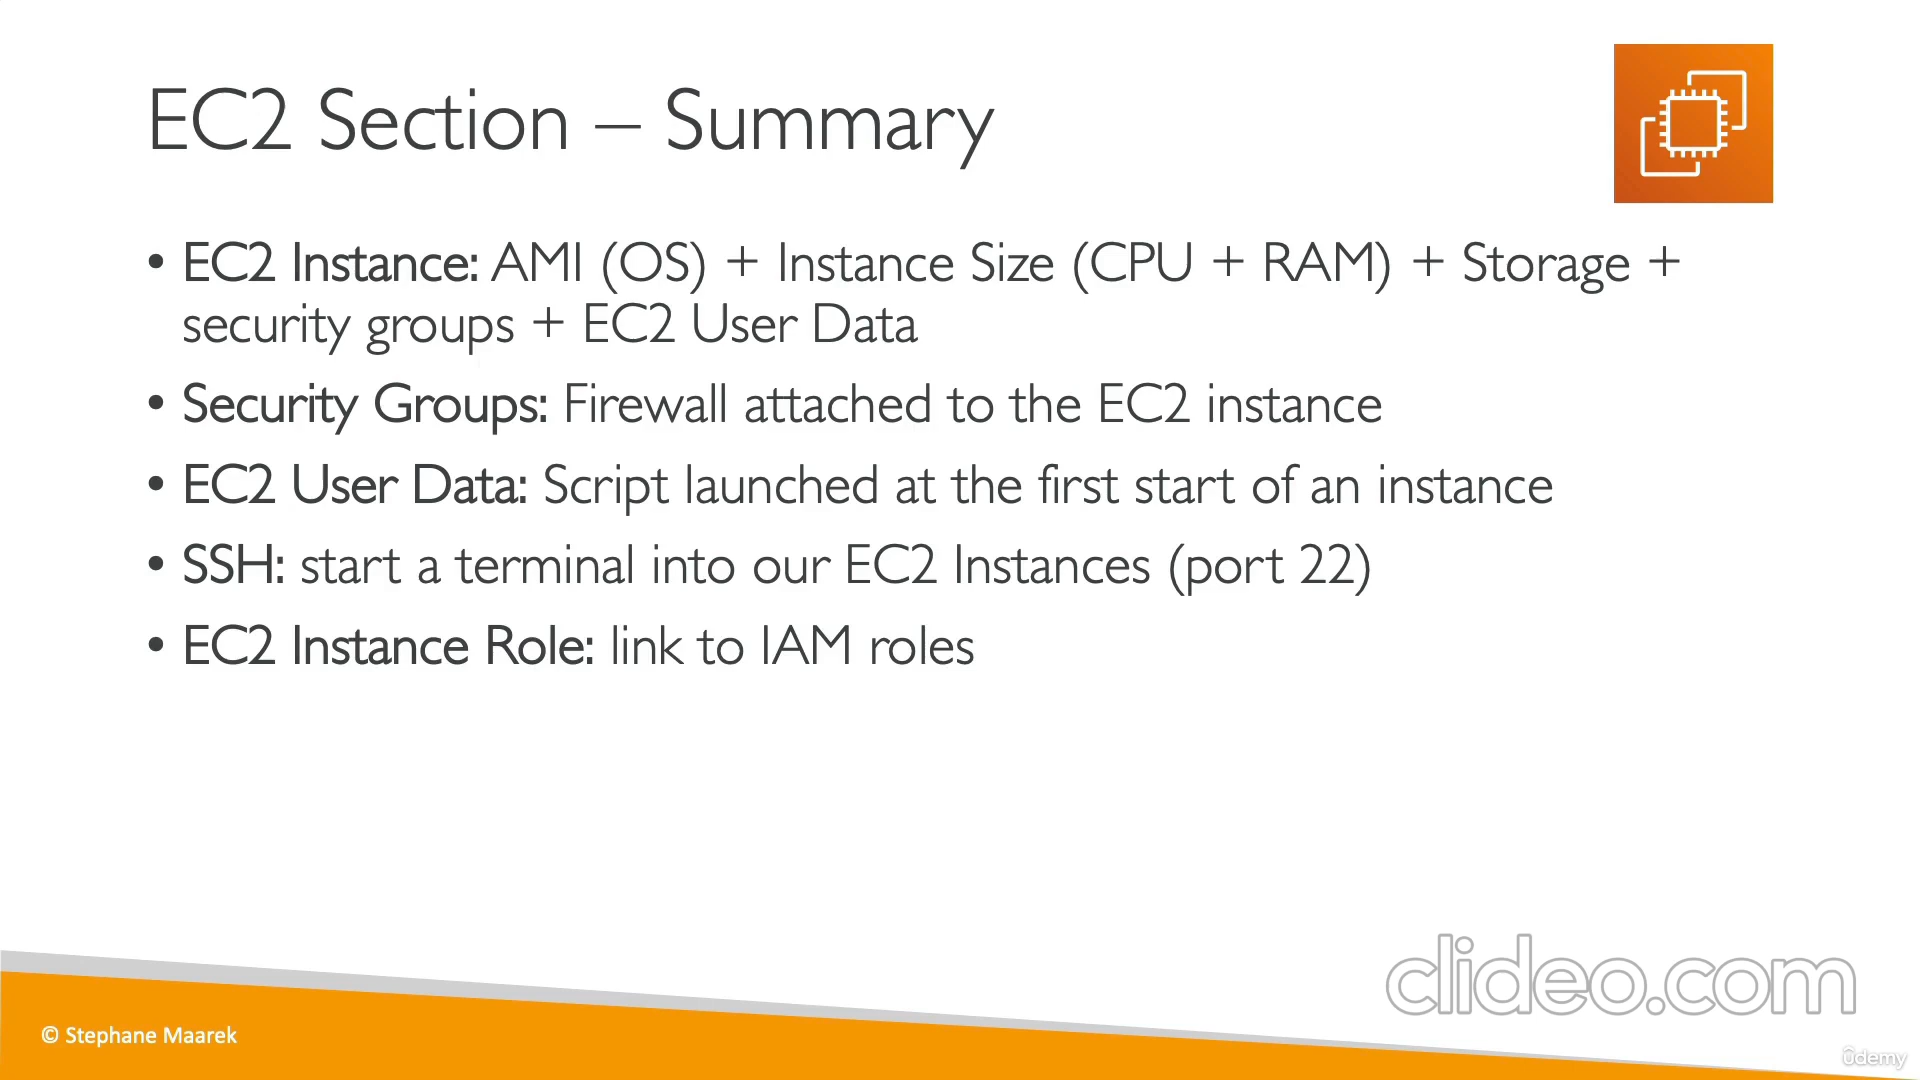 EC2 Section – Summary
• EC2 Instance: AMI (OS) + Instance Size (CPU + RAM) + Storage +
security groups + EC2 User Data
• Security Groups: Firewall attached to the EC2 instance
• EC2 User Data: Script launched at the first start of an instance
• SSH: start a terminal into our EC2 Instances (port 22)
• EC2 Instance Role: link to IAM roles
clideo.com
© Stephane Maarek
ûdemy